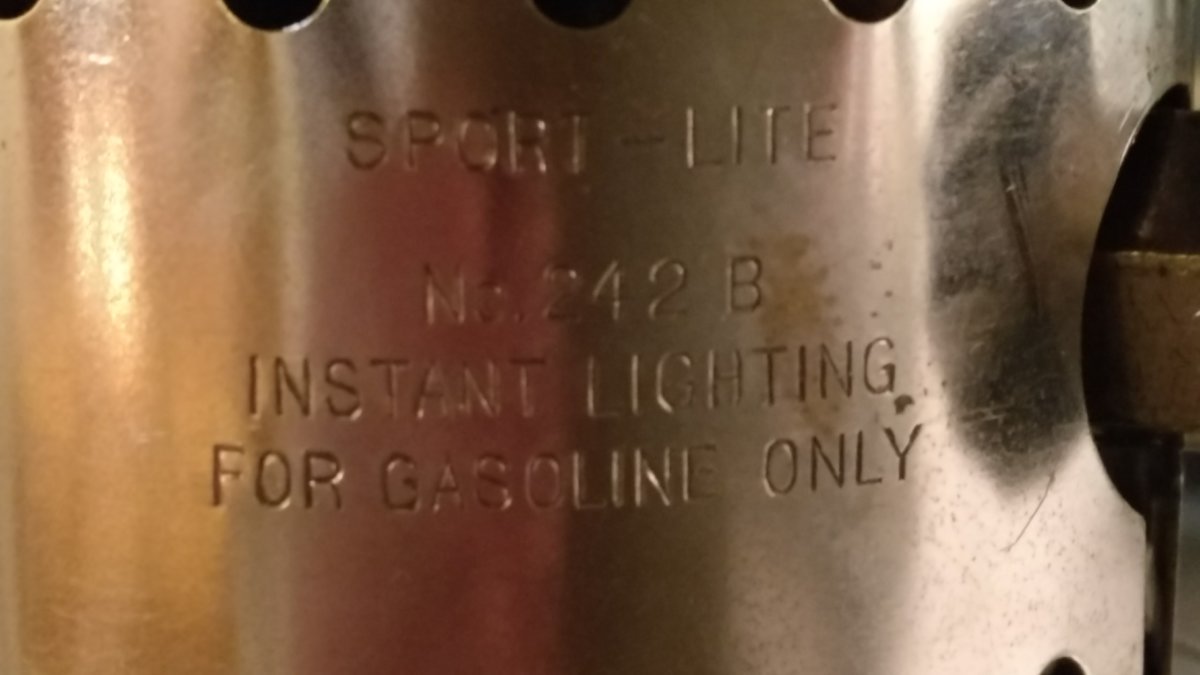 SPORT-LITE
No. 242 B
INSTANT LIGHTING
FOR GASOLINE ONLY